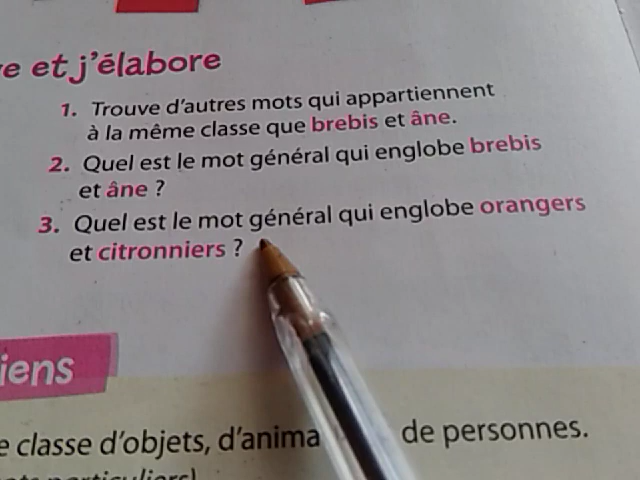 e et j'élabore
1. Trouve d'autres mots qui appartiennent
à la même classe que brebis et âne.
2. Quel est le mot général qui englobe brebis
et âne ?
3. Quel est le mot général qui englobe orangers
et citronniers ?
iens
e classe d'objets, d'anima de personnes.